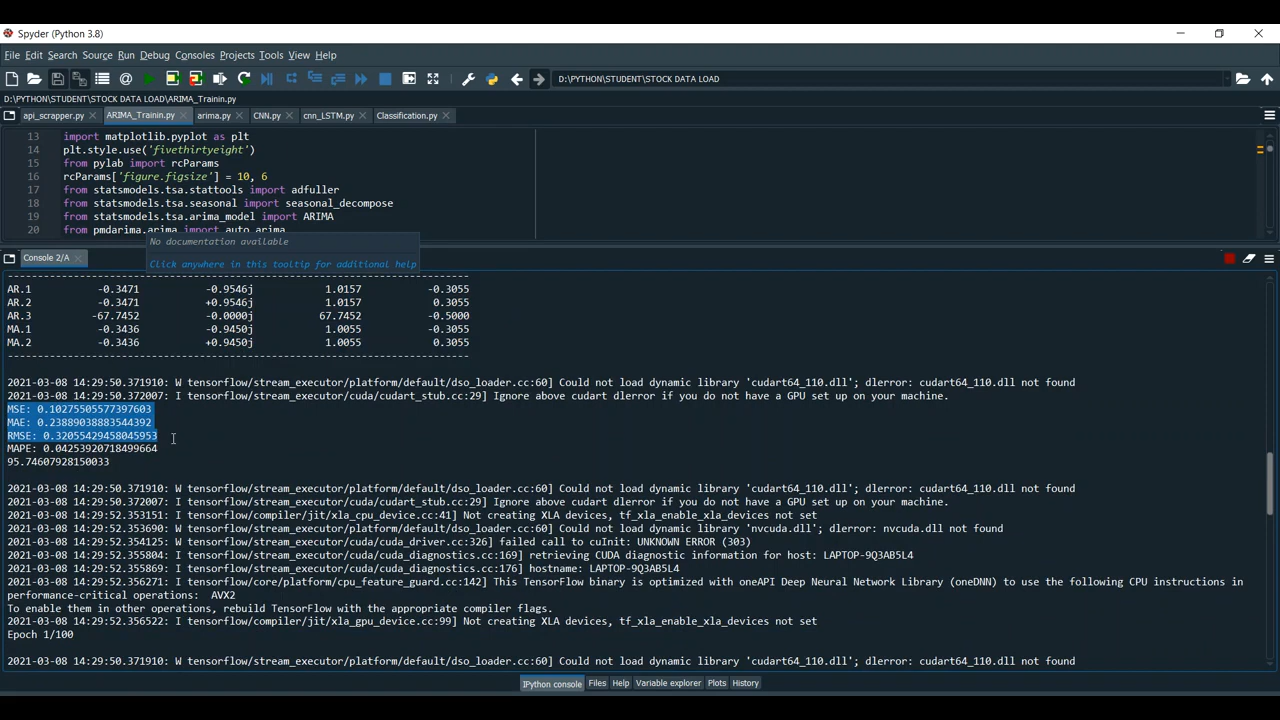 Spyder (Python 3.8)
File Edit Search Source Run Debug Consoles Projects Tools View Help
D:\PYTHON\STUDENT\STOCK DATA LOAD
D:\PYTHON\STUDENT\STOCK DATA LOAD\ARIMA_Trainin.py
api_scrapper.py ARIMA_Trainin.py arima.py CNN.py cnn_LSTM.py Classification.py
13 import matplotlib.pyplot as plt
14 plt.style.use('fivethirtyeight')
15 from pylab import rcParams
16 rcParams['figure.figsize'] = 10, 6
17 from statsmodels.tsa.stattools import adfuller
18 from statsmodels.tsa.seasonal import seasonal_decompose
19 from statsmodels.tsa.arima_model import ARIMA
20 from pmdarima.arima import auto_arima
No documentation available
Click anywhere in this tooltip for additional help
Console 2/A
AR.1 -0.3471 -0.9546j 1.0157 -0.3055
AR.2 -0.3471 +0.9546j 1.0157 0.3055
AR.3 -67.7452 -0.0000j 67.7452 -0.5000
MA.1 -0.3436 -0.9450j 1.0055 -0.3055
MA.2 -0.3436 +0.9450j 1.0055 0.3055
2021-03-08 14:29:50.371910: W tensorflow/stream_executor/platform/default/dso_loader.cc:60] Could not load dynamic library 'cudart64_110.dll'; dlerror: cudart64_110.dll not found
2021-03-08 14:29:50.372007: I tensorflow/stream_executor/cuda/cudart_stub.cc:29] Ignore above cudart dlerror if you do not have a GPU set up on your machine.
MSE: 0.10275505577397603
MAE: 0.23889038883544392
RMSE: 0.32055429458045953
MAPE: 0.04253920718499664
95.74607928150033
2021-03-08 14:29:50.371910: W tensorflow/stream_executor/platform/default/dso_loader.cc:60] Could not load dynamic library 'cudart64_110.dll'; dlerror: cudart64_110.dll not found
2021-03-08 14:29:50.372007: I tensorflow/stream_executor/cuda/cudart_stub.cc:29] Ignore above cudart dlerror if you do not have a GPU set up on your machine.
2021-03-08 14:29:52.353151: I tensorflow/compiler/jit/xla_cpu_device.cc:41] Not creating XLA devices, tf_xla_enable_xla_devices not set
2021-03-08 14:29:52.353690: W tensorflow/stream_executor/platform/default/dso_loader.cc:60] Could not load dynamic library 'nvcuda.dll'; dlerror: nvcuda.dll not found
2021-03-08 14:29:52.354125: W tensorflow/stream_executor/cuda/cuda_driver.cc:326] failed call to cuInit: UNKNOWN ERROR (303)
2021-03-08 14:29:52.355804: I tensorflow/stream_executor/cuda/cuda_diagnostics.cc:169] retrieving CUDA diagnostic information for host: LAPTOP-9Q3AB5L4
2021-03-08 14:29:52.355869: I tensorflow/stream_executor/cuda/cuda_diagnostics.cc:176] hostname: LAPTOP-9Q3AB5L4
2021-03-08 14:29:52.356271: I tensorflow/core/platform/cpu_feature_guard.cc:142] This TensorFlow binary is optimized with oneAPI Deep Neural Network Library (oneDNN) to use the following CPU instructions in
performance-critical operations: AVX2
To enable them in other operations, rebuild TensorFlow with the appropriate compiler flags.
2021-03-08 14:29:52.356522: I tensorflow/compiler/jit/xla_gpu_device.cc:99] Not creating XLA devices, tf_xla_enable_xla_devices not set
Epoch 1/100
2021-03-08 14:29:50.371910: W tensorflow/stream_executor/platform/default/dso_loader.cc:60] Could not load dynamic library 'cudart64_110.dll'; dlerror: cudart64_110.dll not found
IPython console Files Help Variable explorer Plots History